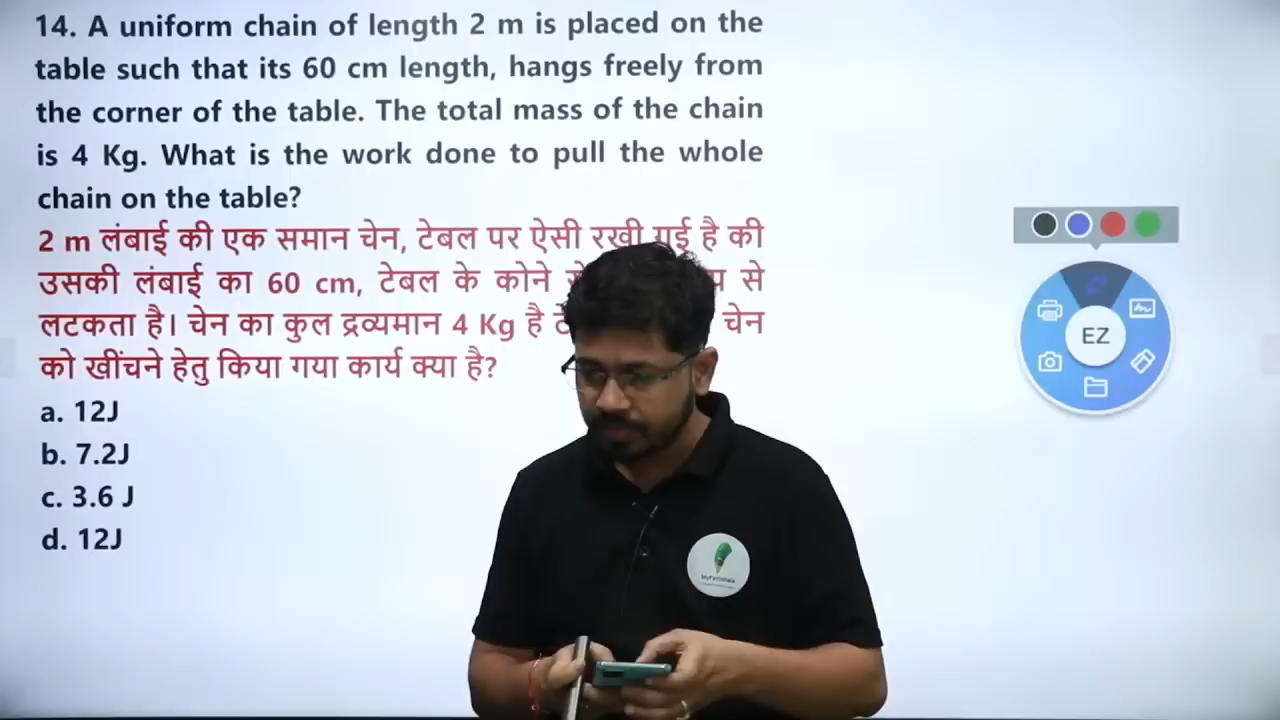 14. A uniform chain of length 2 m is placed on the
table such that its 60 cm length, hangs freely from
the corner of the table. The total mass of the chain
is 4 Kg. What is the work done to pull the whole
chain on the table?
2 m लंबाई की एक समान चेन, टेबल पर ऐसी रखी गई है की
उसकी लंबाई का 60 cm, टेबल के कोने से
लटकता है। चेन का कुल द्रव्यमान 4 Kg है चेन
को खींचने हेतु किया गया कार्य क्या है?
a. 12J
b. 7.2J
c. 3.6 J
d. 12J
EZ